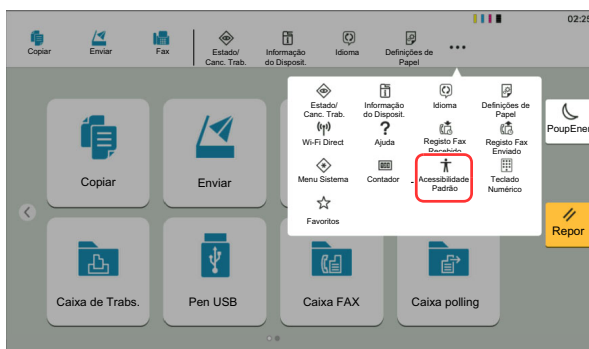 02:25
Copiar
Enviar
Fax
Estado/
Canc. Trab.
Informação
do Disposit.
Idioma
Definições de
Papel
Estado/
Canc. Trab.
Informação
do Disposit.
Idioma
Definições de
Papel
Wi-Fi Direct
Ajuda
Registo Fax
Recebido
Registo Fax
Enviado
Menu Sistema
Contador
Acessibilidade
Padrão
Teclado
Numérico
Favoritos
PoupEner
Repor
Copiar
Enviar
Caixa de Trabs.
Pen USB
Caixa FAX
Caixa polling